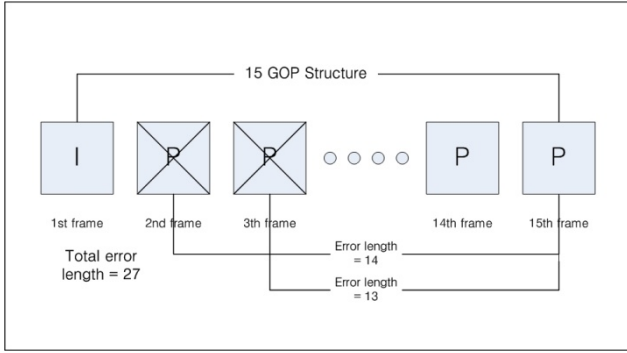 15 GOP Structure
I
P
P
P
P
1st frame
2nd frame
3th frame
14th frame
15th frame
Total error
length = 27
Error length
= 14
Error length
= 13